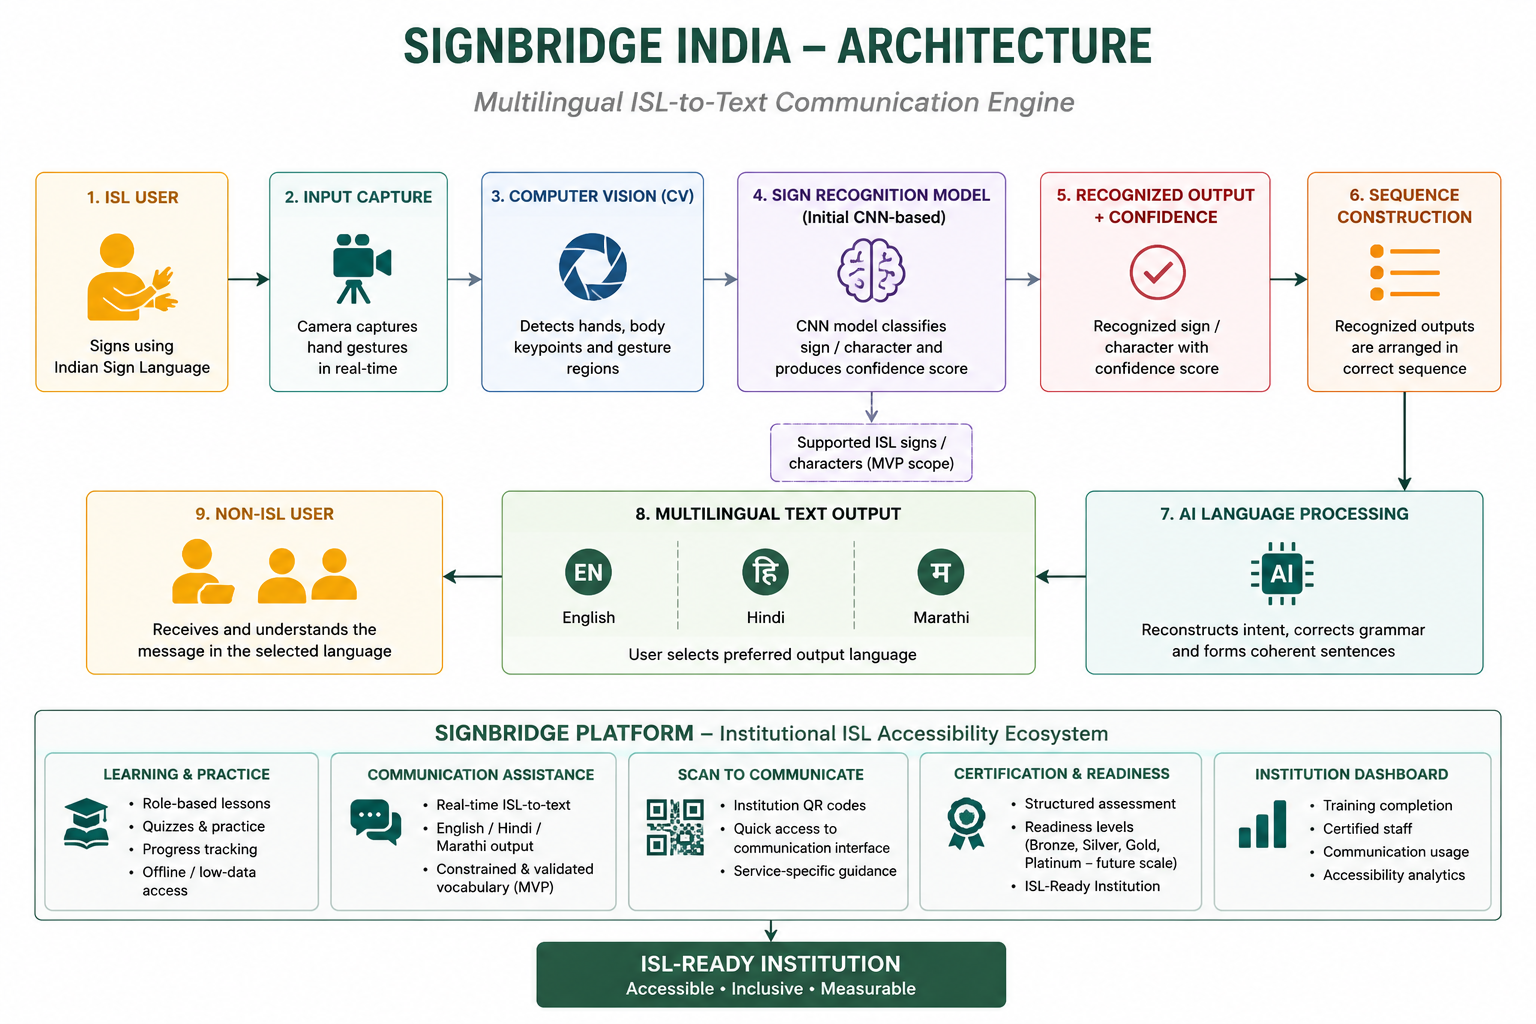 SIGNBRIDGE INDIA – ARCHITECTURE
Multilingual ISL-to-Text Communication Engine
1. ISL USER
Signs using
Indian Sign Language
2. INPUT CAPTURE
Camera captures
hand gestures
in real-time
3. COMPUTER VISION (CV)
Detects hands, body
keypoints and gesture
regions
4. SIGN RECOGNITION MODEL
(Initial CNN-based)
CNN model classifies
sign / character and
produces confidence score
Supported ISL signs /
characters (MVP scope)
5. RECOGNIZED OUTPUT
+ CONFIDENCE
Recognized sign /
character with
confidence score
6. SEQUENCE
CONSTRUCTION
Recognized outputs
are arranged in
correct sequence
7. AI LANGUAGE PROCESSING
AI
Reconstructs intent, corrects grammar
and forms coherent sentences
8. MULTILINGUAL TEXT OUTPUT
EN
English
हि
Hindi
म
Marathi
User selects preferred output language
9. NON-ISL USER
Receives and understands the
message in the selected language
SIGNBRIDGE PLATFORM – Institutional ISL Accessibility Ecosystem
LEARNING & PRACTICE
• Role-based lessons
• Quizzes & practice
• Progress tracking
• Offline / low-data
access
COMMUNICATION ASSISTANCE
• Real-time ISL-to-text
• English / Hindi /
Marathi output
• Constrained & validated
vocabulary (MVP)
SCAN TO COMMUNICATE
• Institution QR codes
• Quick access to
communication interface
• Service-specific guidance
CERTIFICATION & READINESS
• Structured assessment
• Readiness levels
(Bronze, Silver, Gold,
Platinum – future scale)
• ISL-Ready Institution
INSTITUTION DASHBOARD
• Training completion
• Certified staff
• Communication usage
• Accessibility analytics
ISL-READY INSTITUTION
Accessible • Inclusive • Measurable